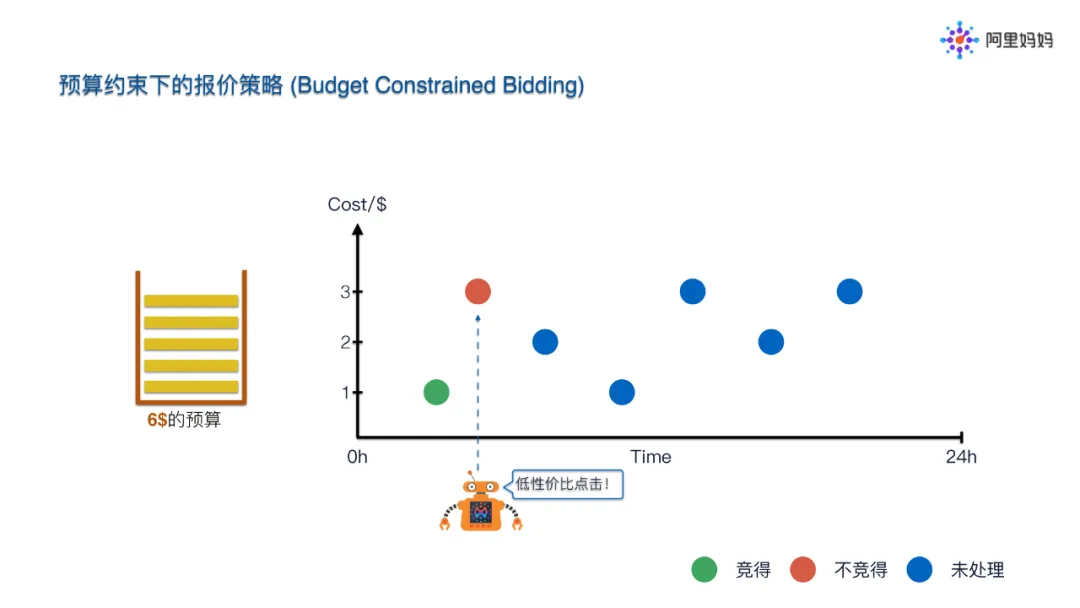 阿里妈妈
预算约束下的报价策略 (Budget Constrained Bidding)
Cost/$
3
2
1
6$的预算
0h
Time
24h
低性价比点击!
竞得
不竞得
未处理